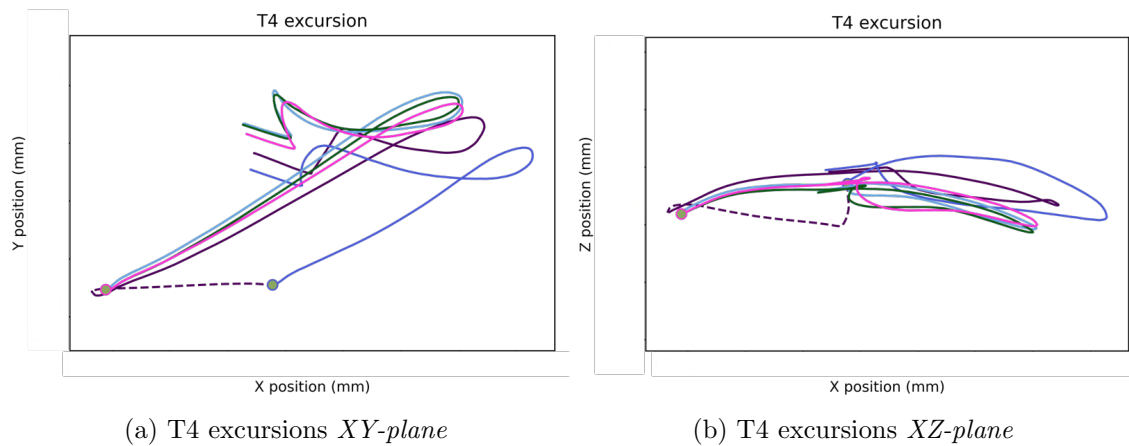 T4 excursion
Y position (mm)
X position (mm)
(a) T4 excursions XY-plane
T4 excursion
Z position (mm)
X position (mm)
(b) T4 excursions XZ-plane